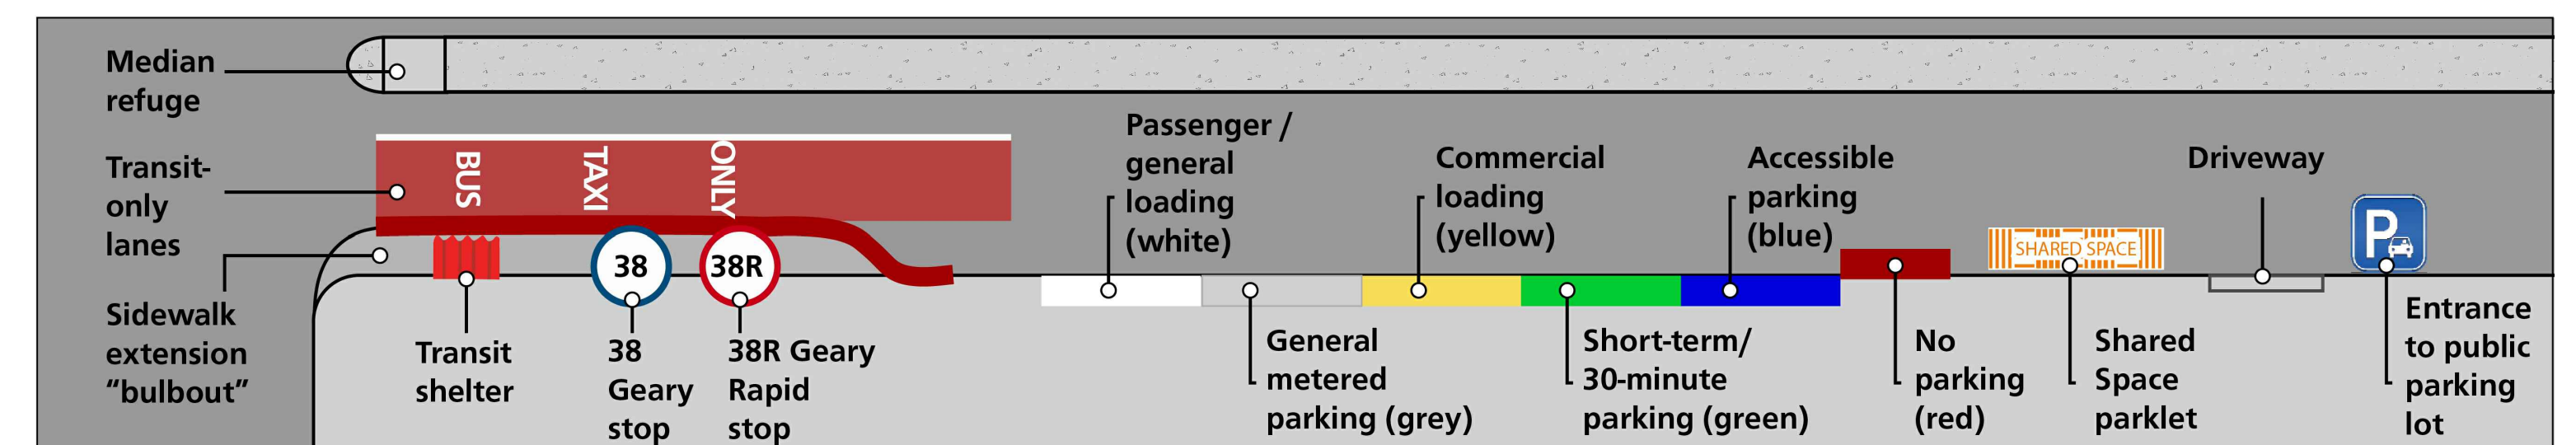 Median
refuge
Transit-
only
lanes
Sidewalk
extension
“bulbout”
BUS
TAXI
ONLY
Transit
shelter
38
38
Geary
stop
38R
38R Geary
Rapid
stop
Passenger /
general
loading
(white)
General
metered
parking (grey)
Commercial
loading
(yellow)
Short-term/
30-minute
parking (green)
Accessible
parking
(blue)
No
parking
(red)
SHARED SPACE
Shared
Space
parklet
Driveway
P
Entrance
to public
parking
lot